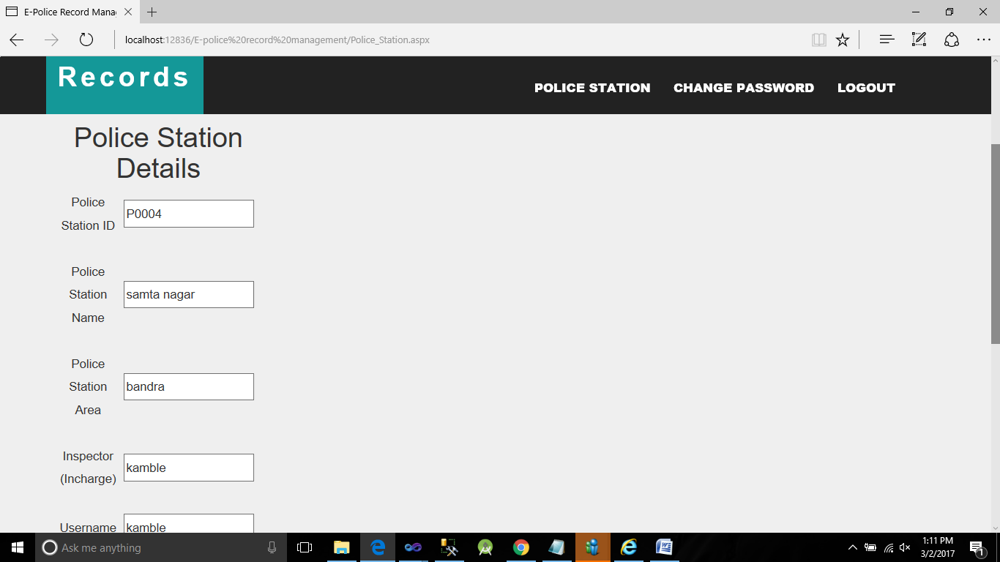 E-Police Record Mana
localhost:12836/E-police%20record%20management/Police_Station.aspx
Records
POLICE STATION CHANGE PASSWORD LOGOUT
Police Station
Details
Police
Station ID
P0004
Police
Station
Name
samta nagar
Police
Station
Area
bandra
Inspector
(Incharge)
kamble
Username
kamble
Ask me anything
1:11 PM
3/2/2017
1